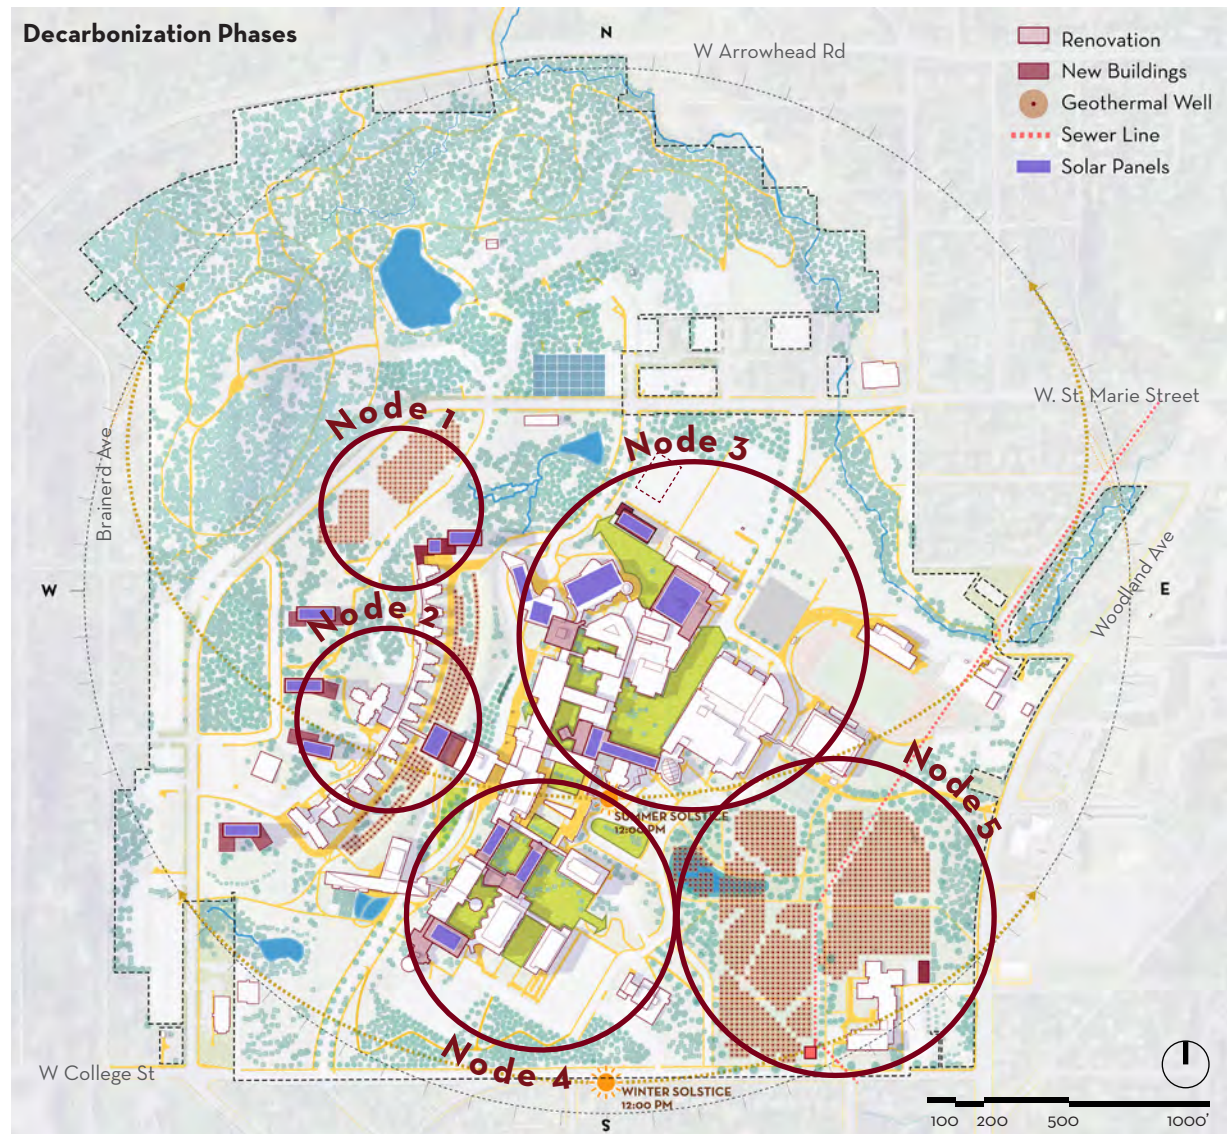 Decarbonization Phases
N
W Arrowhead Rd
Renovation
New Buildings
Geothermal Well
Sewer Line
Solar Panels
W. St. Marie Street
Node 1
Node 3
Brainerd Ave
Woodland Ave
W
E
Node 2
Node 5
SUMMER SOLSTICE
12:00 PM
Node 4
W College St
WINTER SOLSTICE
12:00 PM
S
100 200 500 1000'